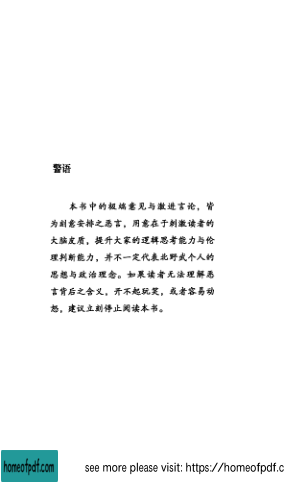 警语
本书中的极端意见与激进言论，皆
为刻意安排之恶言，用意在于刺激读者的
大脑皮质，提升大家的逻辑思考能力与伦
理判断能力，并不一定代表北野武个人的
思想与政治理念。如果读者无法理解恶
言背后之含义，开不起玩笑，或者容易动
怒，建议立刻停止阅读本书。
homeofpdf.com
see more please visit: https://homeofpdf.c